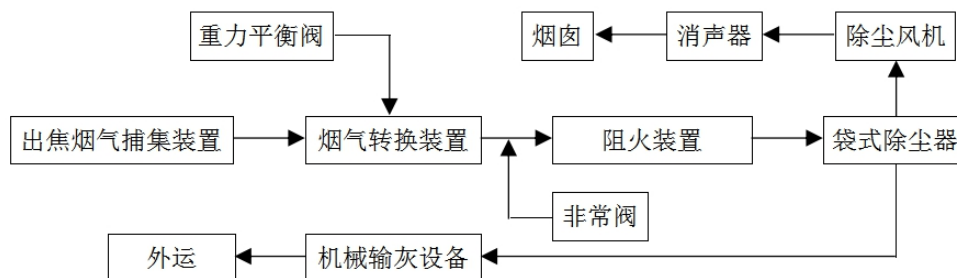 重力平衡阀
烟囱
消声器
除尘风机
出焦烟气捕集装置
烟气转换装置
阻火装置
袋式除尘器
非常阀
外运
机械输灰设备